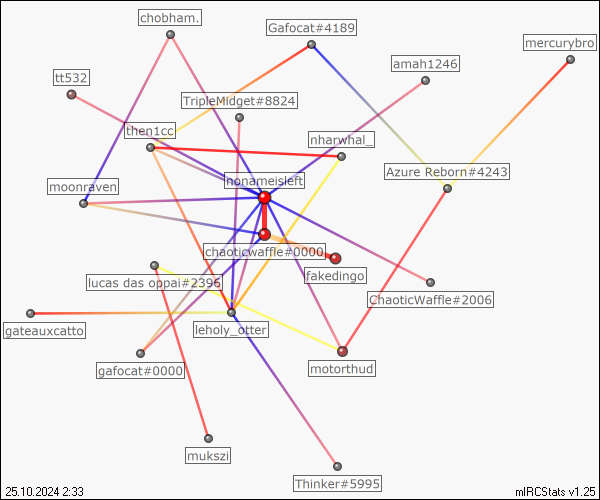 chobham.
Gafocat#4189
mercurybro
amah1246
tt532
TripleMidget#8824
then1cc
nharwhal_
Azure Reborn#4243
nonameisleft
moonraven
chaoticwaffle#0000
fakedingo
lucas das oppai#2396
ChaoticWaffle#2006
gateauxcatto
leholy_otter
gafocat#0000
motorthud
mukszi
Thinker#5995
25.10.2024 2:33
mIRCStats v1.25